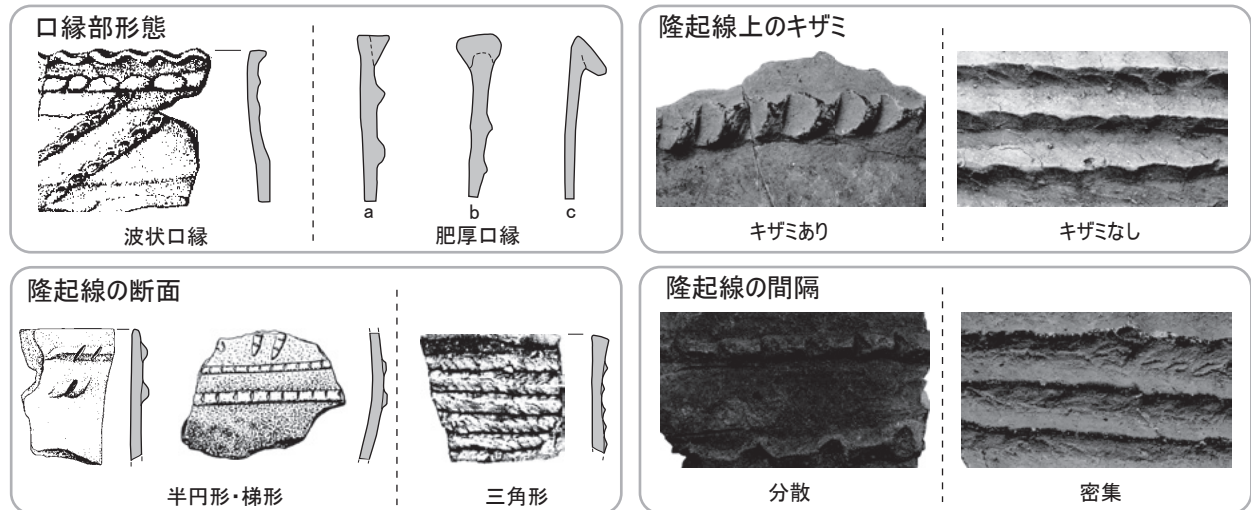 口縁部形態
a
b
c
波状口縁
肥厚口縁
隆起線上のキザミ
キザミあり
キザミなし
隆起線の断面
半円形・梯形
三角形
隆起線の間隔
分散
密集